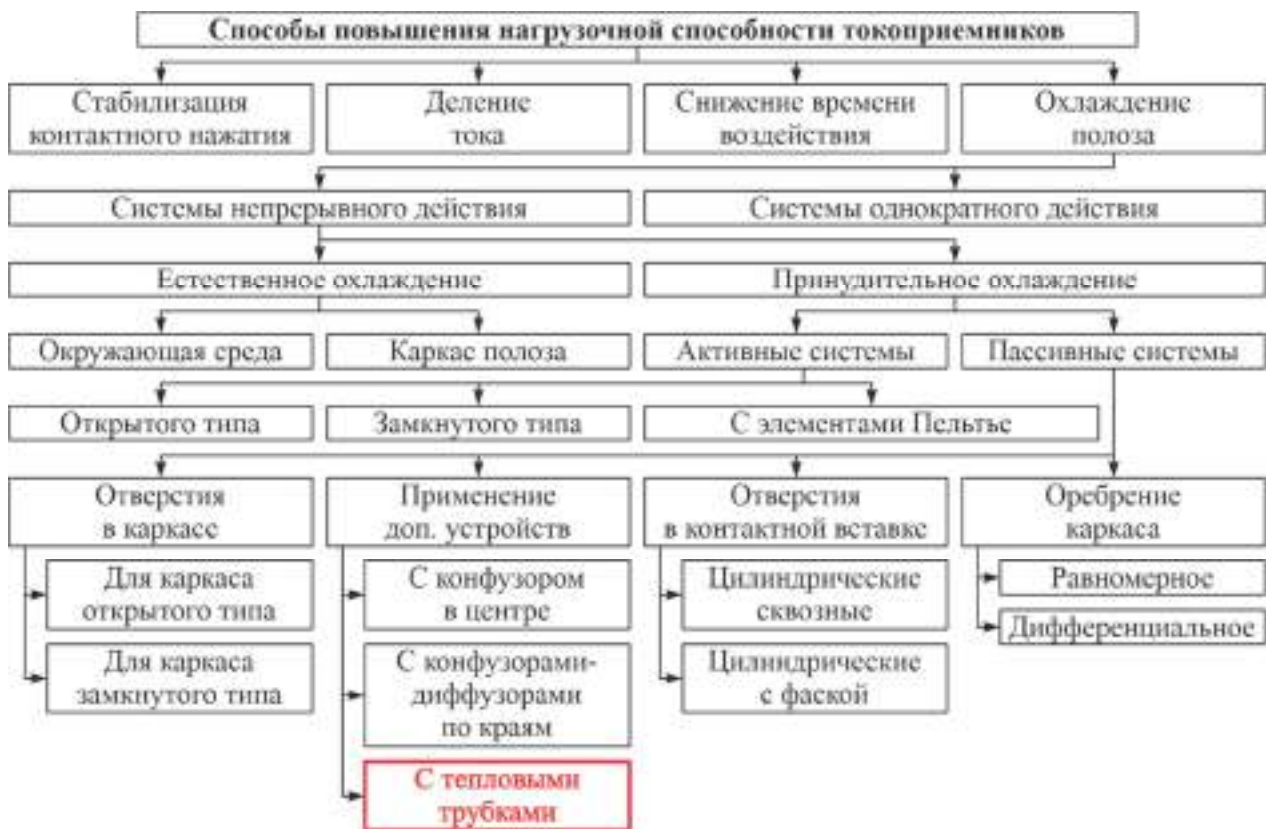 Способы повышения нагрузочной способности токоприемников
Стабилизация
контактного нажатия
Деление
тока
Снижение времени
воздействия
Охлаждение
полоза
Системы непрерывного действия
Системы однократного действия
Естественное охлаждение
Принудительное охлаждение
Окружающая среда
Каркас полоза
Активные системы
Пассивные системы
Открытого типа
Замкнутого типа
С элементами Пельтье
Отверстия
в каркасе
Применение
доп. устройств
Отверстия
в контактной вставке
Оребрение
каркаса
Для каркаса
открытого типа
Для каркаса
замкнутого типа
С конфузором
в центре
С конфузорами-
диффузорами
по краям
С тепловыми
трубками
Цилиндрические
сквозные
Цилиндрические
с фаской
Равномерное
Дифференциальное